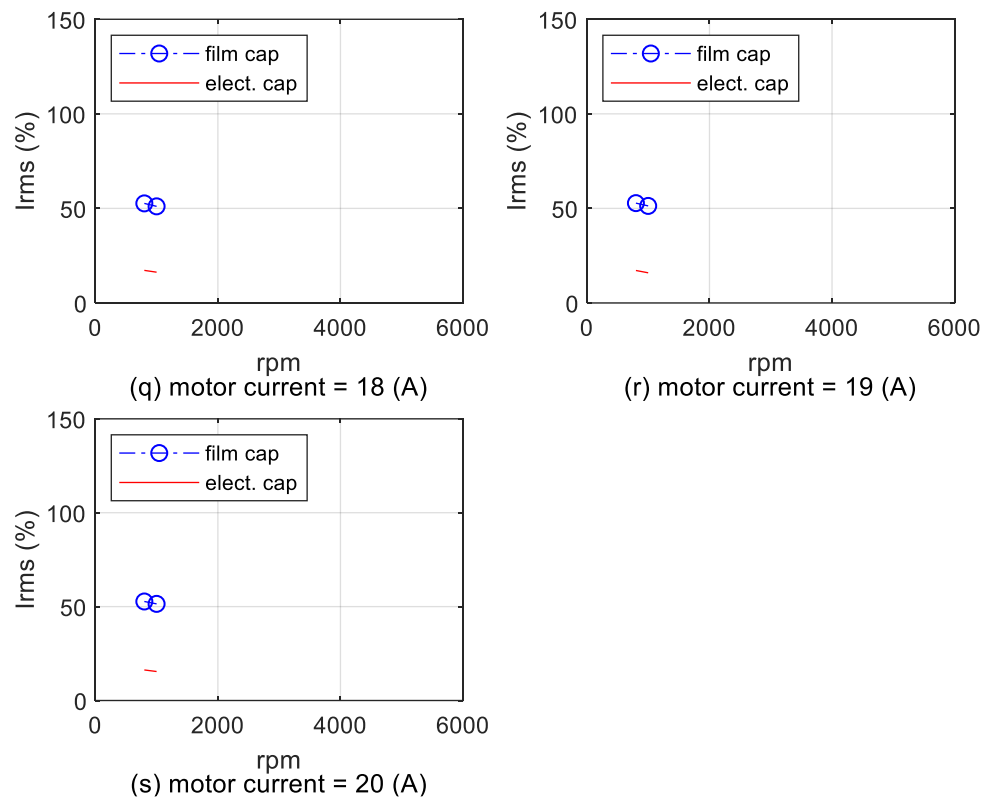 150
100
50
0
Irms (%)
film cap
elect. cap
0 2000 4000 6000
rpm
(q) motor current = 18 (A)
150
100
50
0
Irms (%)
film cap
elect. cap
0 2000 4000 6000
rpm
(r) motor current = 19 (A)
150
100
50
0
Irms (%)
film cap
elect. cap
0 2000 4000 6000
rpm
(s) motor current = 20 (A)